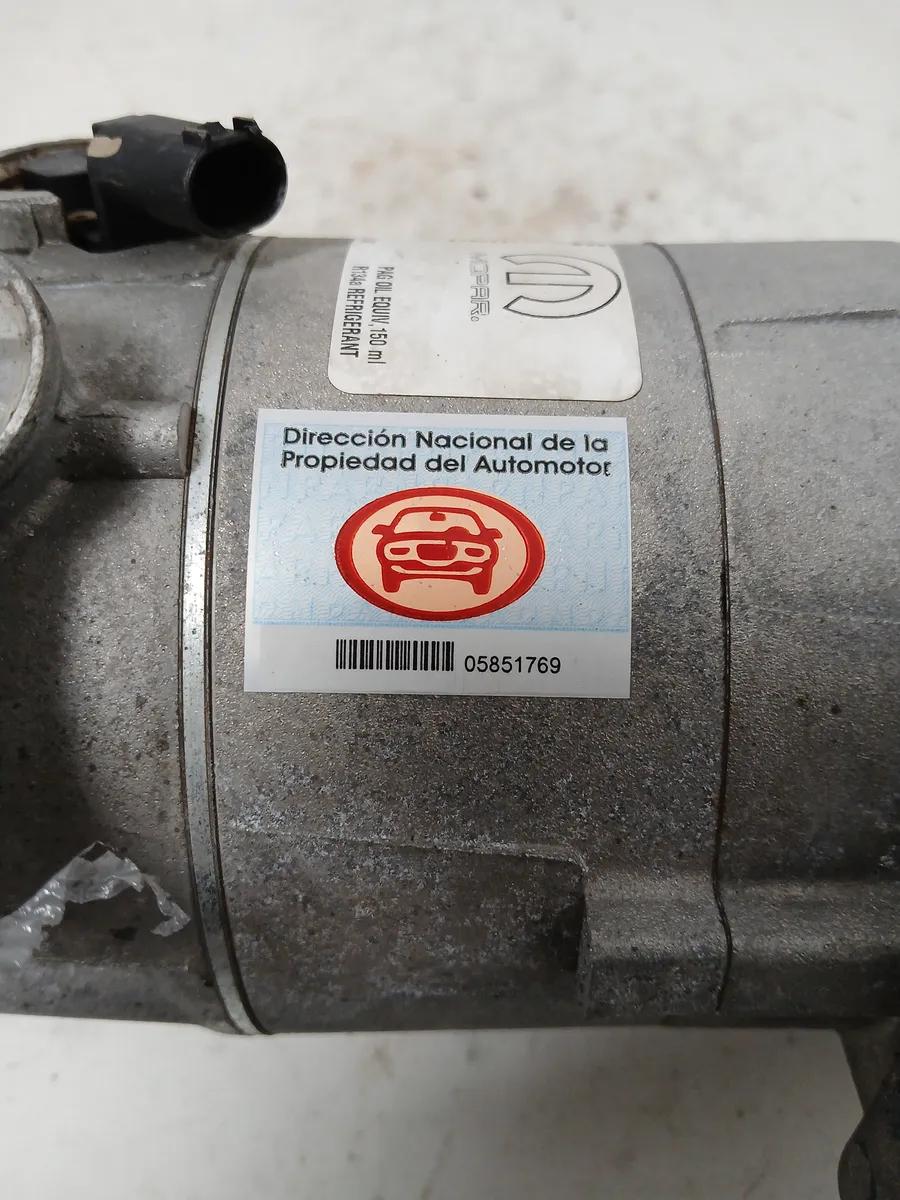 MOPAR®
PAG OIL EQUIV, 150 ml
R134a REFRIGERANT
Dirección Nacional de la
Propiedad del Automotor
05851769